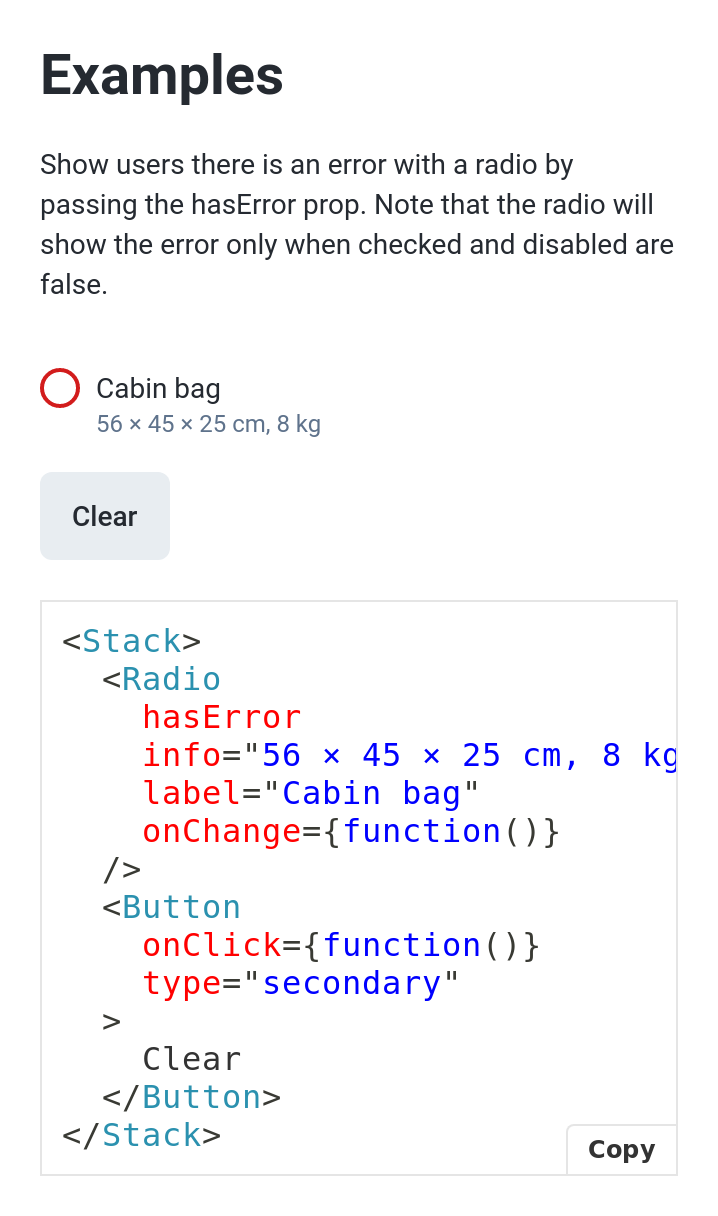 Examples
Show users there is an error with a radio by
passing the hasError prop. Note that the radio will
show the error only when checked and disabled are
false.
Cabin bag
56 × 45 × 25 cm, 8 kg
Clear
<Stack>
  <Radio
    hasError
    info="56 × 45 × 25 cm, 8 kg
    label="Cabin bag"
    onChange={function()}
  />
  <Button
    onClick={function()}
    type="secondary"
  >
    Clear
  </Button>
</Stack>
Copy